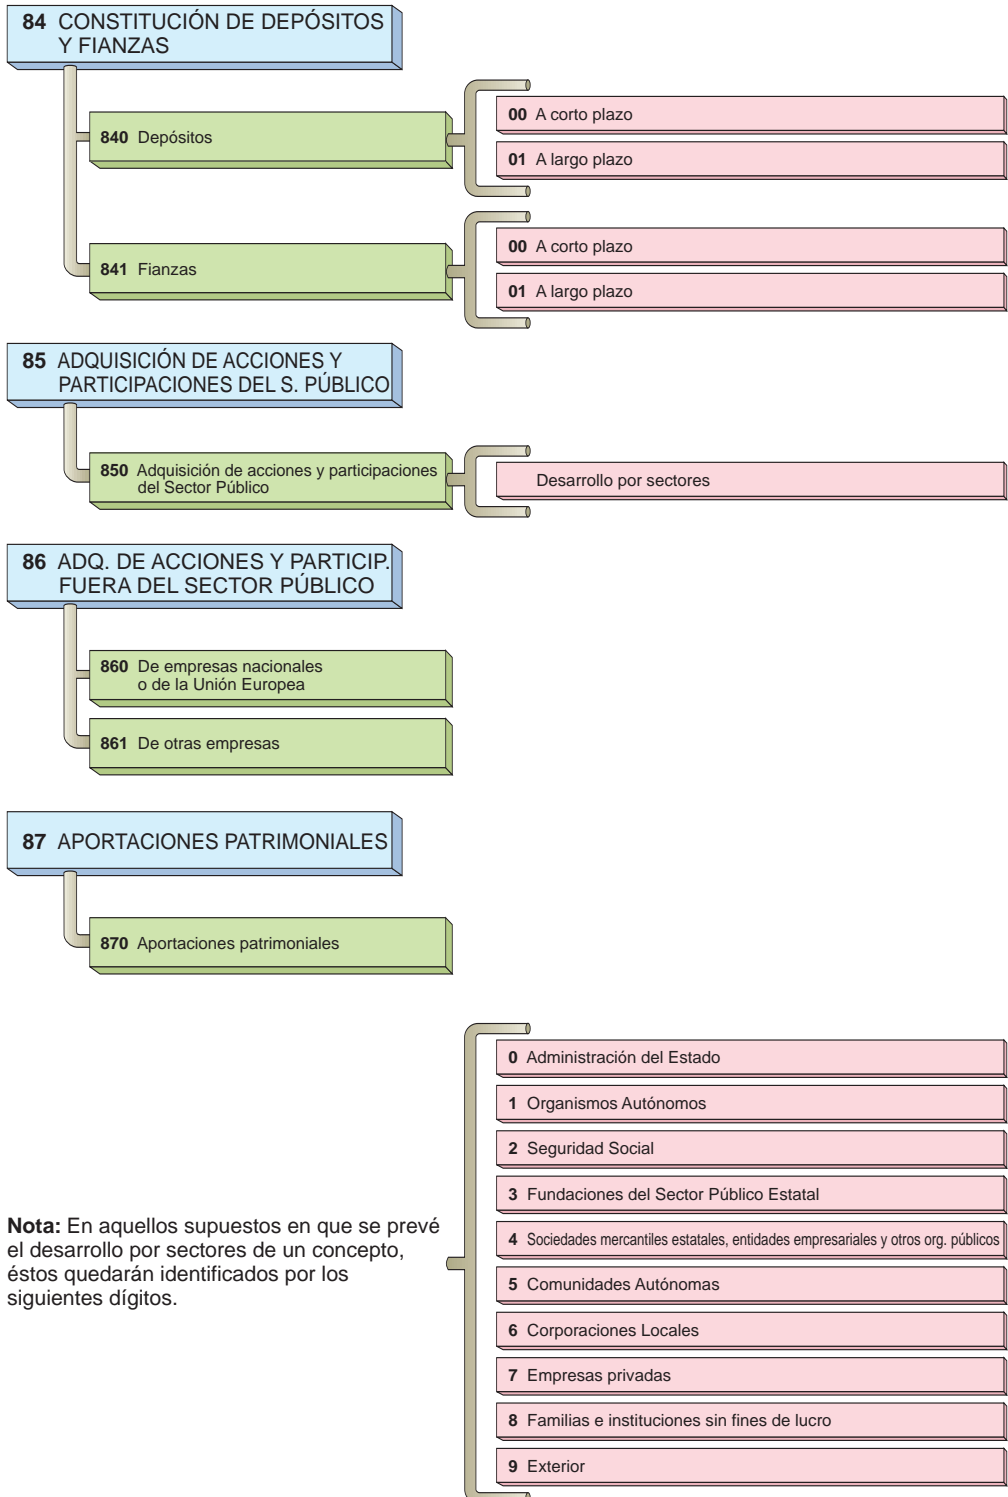 84 CONSTITUCIÓN DE DEPÓSITOS
Y FIANZAS
840 Depósitos
00 A corto plazo
01 A largo plazo
841 Fianzas
00 A corto plazo
01 A largo plazo
85 ADQUISICIÓN DE ACCIONES Y
PARTICIPACIONES DEL S. PÚBLICO
850 Adquisición de acciones y participaciones
del Sector Público
Desarrollo por sectores
86 ADQ. DE ACCIONES Y PARTICIP.
FUERA DEL SECTOR PÚBLICO
860 De empresas nacionales
o de la Unión Europea
861 De otras empresas
87 APORTACIONES PATRIMONIALES
870 Aportaciones patrimoniales
Nota: En aquellos supuestos en que se prevé
el desarrollo por sectores de un concepto,
éstos quedarán identificados por los
siguientes dígitos.
0 Administración del Estado
1 Organismos Autónomos
2 Seguridad Social
3 Fundaciones del Sector Público Estatal
4 Sociedades mercantiles estatales, entidades empresariales y otros org. públicos
5 Comunidades Autónomas
6 Corporaciones Locales
7 Empresas privadas
8 Familias e instituciones sin fines de lucro
9 Exterior